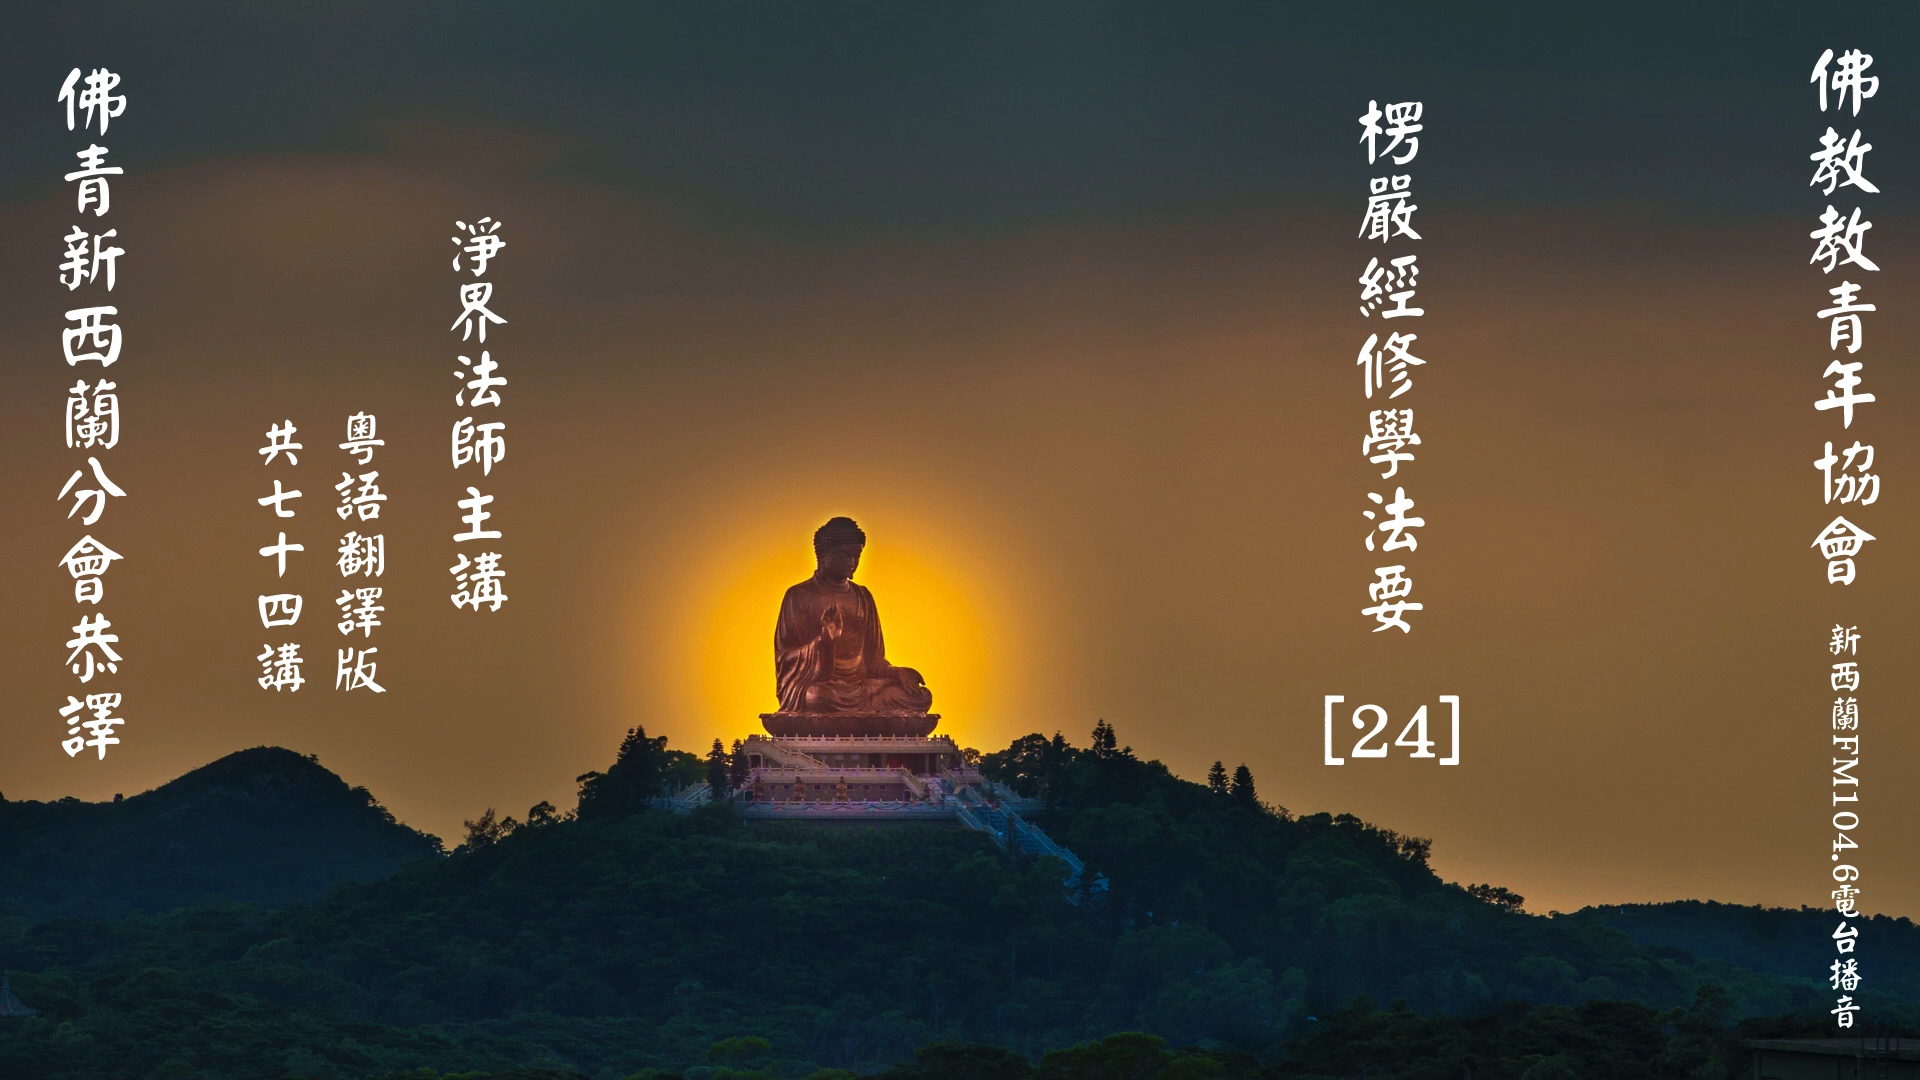 佛教教青年協會 新西蘭FM104.6電台播音
楞嚴經修學法要 [24]
淨界法師主講
粵語翻譯版
共七十四講
佛青新西蘭分會恭譯